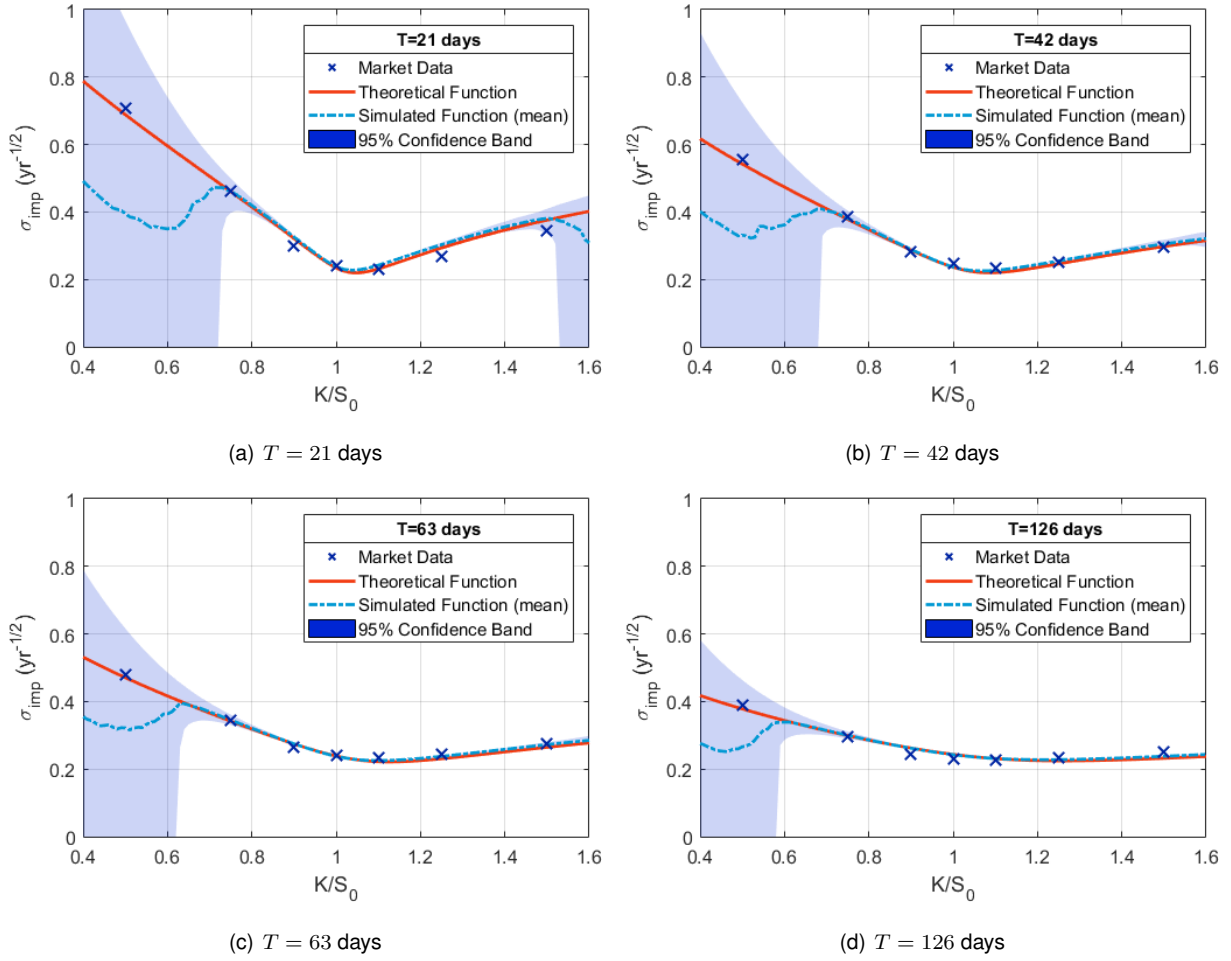 T=21 days
Market Data
Theoretical Function
Simulated Function (mean)
95% Confidence Band
1
0.8
0.6
0.4
0.2
0
σ_imp (yr^-1/2)
0.4 0.6 0.8 1 1.2 1.4 1.6
K/S_0
(a) T = 21 days
T=42 days
Market Data
Theoretical Function
Simulated Function (mean)
95% Confidence Band
1
0.8
0.6
0.4
0.2
0
σ_imp (yr^-1/2)
0.4 0.6 0.8 1 1.2 1.4 1.6
K/S_0
(b) T = 42 days
T=63 days
Market Data
Theoretical Function
Simulated Function (mean)
95% Confidence Band
1
0.8
0.6
0.4
0.2
0
σ_imp (yr^-1/2)
0.4 0.6 0.8 1 1.2 1.4 1.6
K/S_0
(c) T = 63 days
T=126 days
Market Data
Theoretical Function
Simulated Function (mean)
95% Confidence Band
1
0.8
0.6
0.4
0.2
0
σ_imp (yr^-1/2)
0.4 0.6 0.8 1 1.2 1.4 1.6
K/S_0
(d) T = 126 days